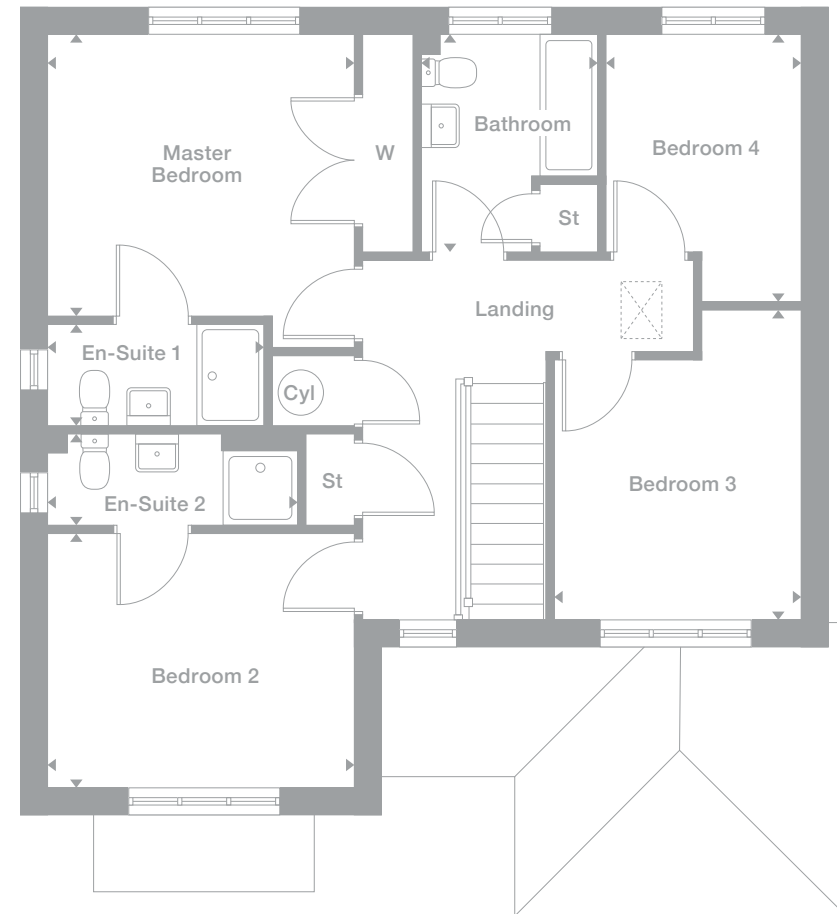 Master
Bedroom
W
Bathroom
Bedroom 4
St
Landing
En-Suite 1
Cyl
St
En-Suite 2
Bedroom 3
Bedroom 2